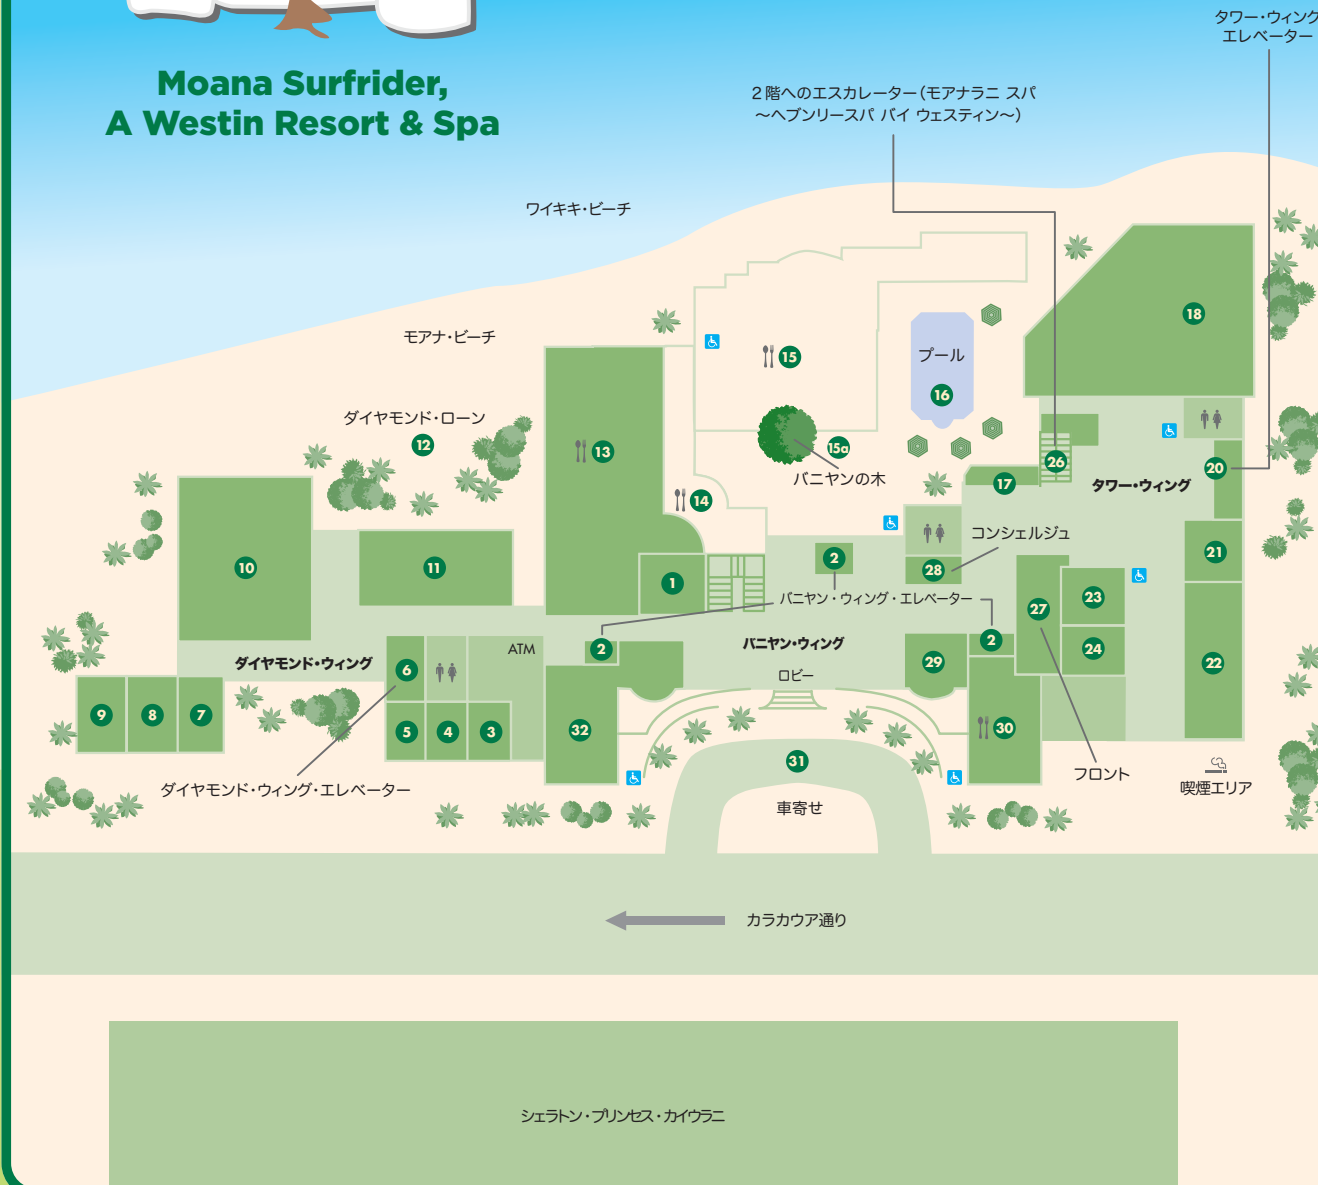 タワー・ウィング
エレベーター
Moana Surfrider,
A Westin Resort & Spa
2階へのエスカレーター(モアナラニ スパ
〜ヘブンリースパ バイ ウェスティン〜)
ワイキキ・ビーチ
モアナ・ビーチ
ダイヤモンド・ローン
12
18
15
プール
16
13
15a
バニヤンの木
14
26
20
17
タワー・ウィング
コンシェルジュ
10
11
1
2
28
21
バニヤン・ウィング・エレベーター
27
23
24
2
2
バニヤン・ウィング
ロビー
29
22
ATM
ダイヤモンド・ウィング
6
9
8
7
5
4
3
32
30
31
車寄せ
フロント
喫煙エリア
ダイヤモンド・ウィング・エレベーター
カラカウア通り
シェラトン・プリンセス・カイウラニ